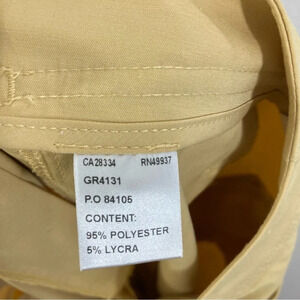 CA28334 RN49937
GR4131
P.O 84105
CONTENT:
95% POLYESTER
5% LYCRA